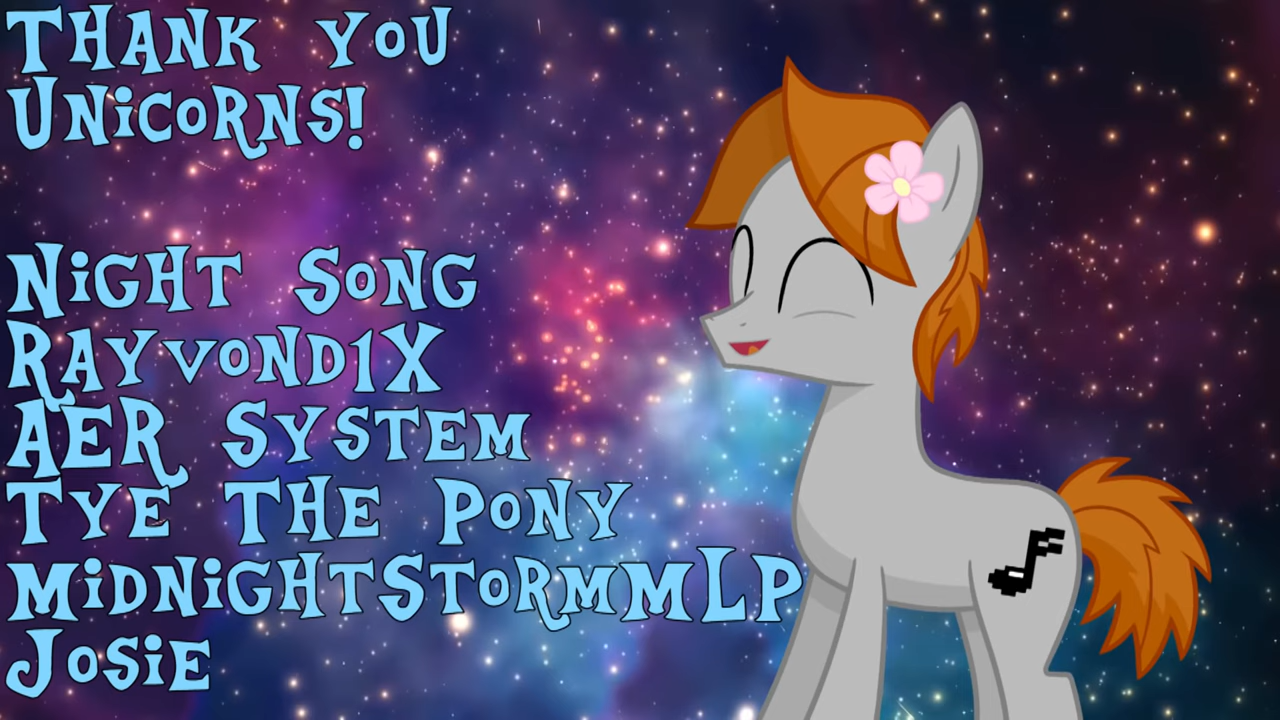 Thank you
Unicorns!
Night Song
Rayvond1X
AER System
Tye The Pony
MidnightStormMLP
Josie